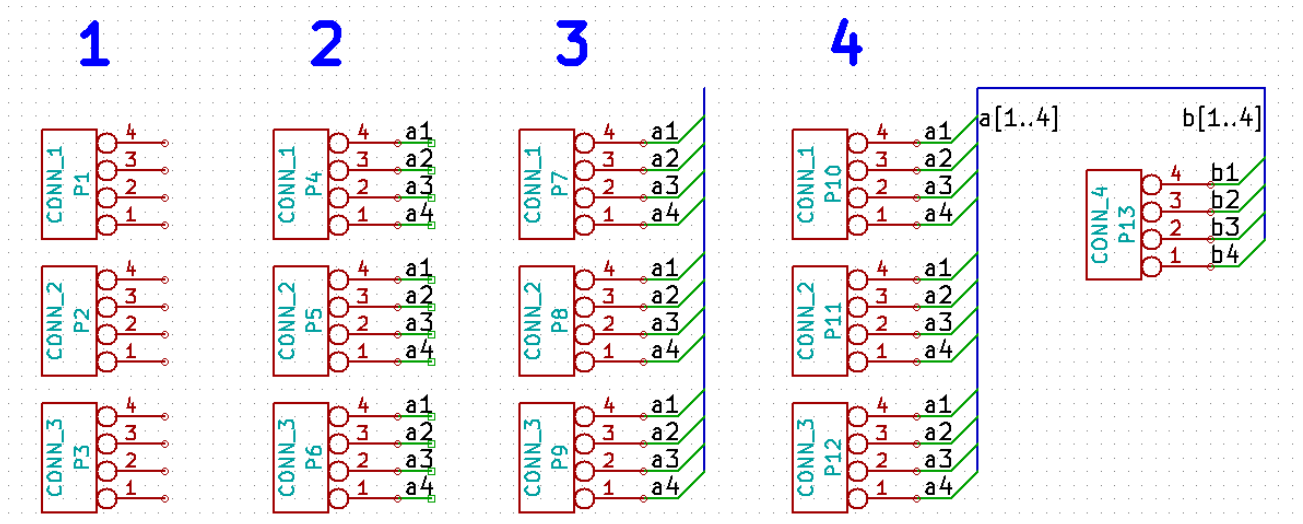 1 2 3 4
CONN_1 P1 4 3 2 1
CONN_2 P2 4 3 2 1
CONN_3 P3 4 3 2 1
CONN_1 P4 4 3 2 1 a1 a2 a3 a4
CONN_2 P5 4 3 2 1 a1 a2 a3 a4
CONN_3 P6 4 3 2 1 a1 a2 a3 a4
CONN_1 P7 4 3 2 1 a1 a2 a3 a4
CONN_2 P8 4 3 2 1 a1 a2 a3 a4
CONN_3 P9 4 3 2 1 a1 a2 a3 a4
CONN_1 P10 4 3 2 1 a1 a2 a3 a4
CONN_2 P11 4 3 2 1 a1 a2 a3 a4
CONN_3 P12 4 3 2 1 a1 a2 a3 a4
a[1..4] b[1..4]
CONN_4 P13 4 3 2 1 b1 b2 b3 b4